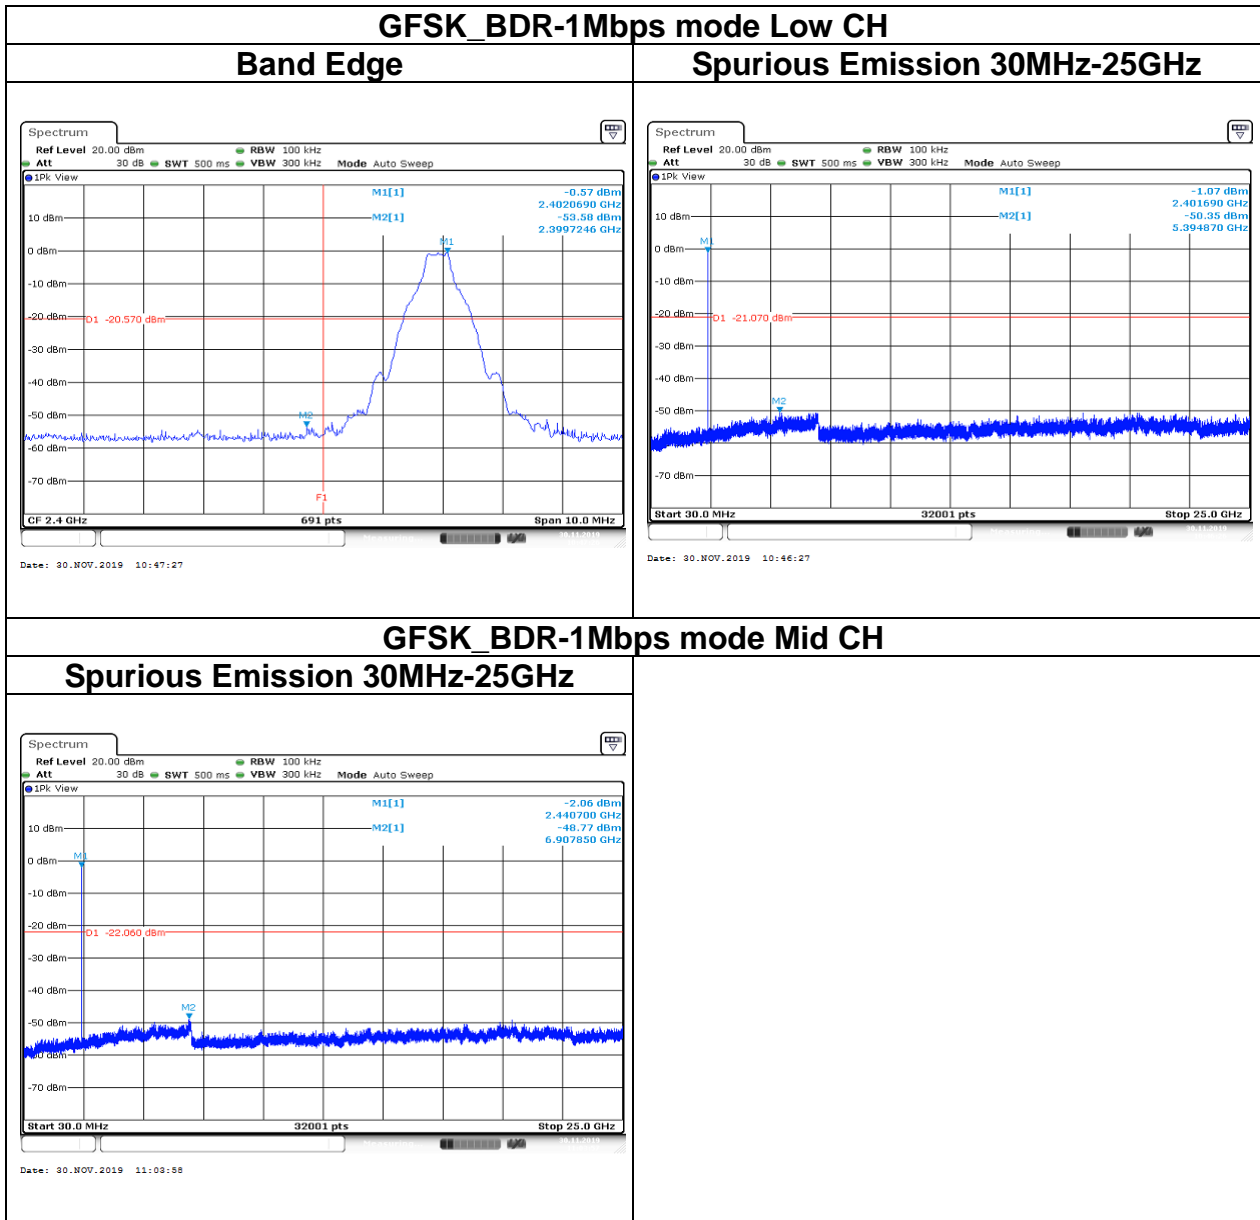 GFSK_BDR-1Mbps mode Low CH
Band Edge
Spurious Emission 30MHz-25GHz
Spectrum
Ref Level 20.00 dBm RBW 100 kHz
Att 30 dB SWT 500 ms VBW 300 kHz Mode Auto Sweep
1Pk View
M1[1] -0.57 dBm
2.4020690 GHz
M2[1] -53.58 dBm
2.3997246 GHz
10 dBm
M1
0 dBm
-10 dBm
-20 dBm
D1 -20.570 dBm
-30 dBm
-40 dBm
-50 dBm
M2
-60 dBm
-70 dBm
F1
CF 2.4 GHz 691 pts Span 10.0 MHz
30.11.2019
Date: 30.NOV.2019 10:47:27
Spectrum
Ref Level 20.00 dBm RBW 100 kHz
Att 30 dB SWT 500 ms VBW 300 kHz Mode Auto Sweep
1Pk View
M1[1] -1.07 dBm
2.401690 GHz
M2[1] -50.35 dBm
5.394870 GHz
10 dBm
M1
0 dBm
-10 dBm
-20 dBm
D1 -21.070 dBm
-30 dBm
-40 dBm
M2
-50 dBm
-70 dBm
Start 30.0 MHz 32001 pts Stop 25.0 GHz
Date: 30.NOV.2019 10:46:27
GFSK_BDR-1Mbps mode Mid CH
Spurious Emission 30MHz-25GHz
Spectrum
Ref Level 20.00 dBm RBW 100 kHz
Att 30 dB SWT 500 ms VBW 300 kHz Mode Auto Sweep
1Pk View
M1[1] -2.06 dBm
2.440700 GHz
M2[1] -48.77 dBm
6.907850 GHz
10 dBm
M1
0 dBm
-10 dBm
-20 dBm
D1 -22.060 dBm
-30 dBm
-40 dBm
M2
-50 dBm
-70 dBm
Start 30.0 MHz 32001 pts Stop 25.0 GHz
Date: 30.NOV.2019 11:03:58